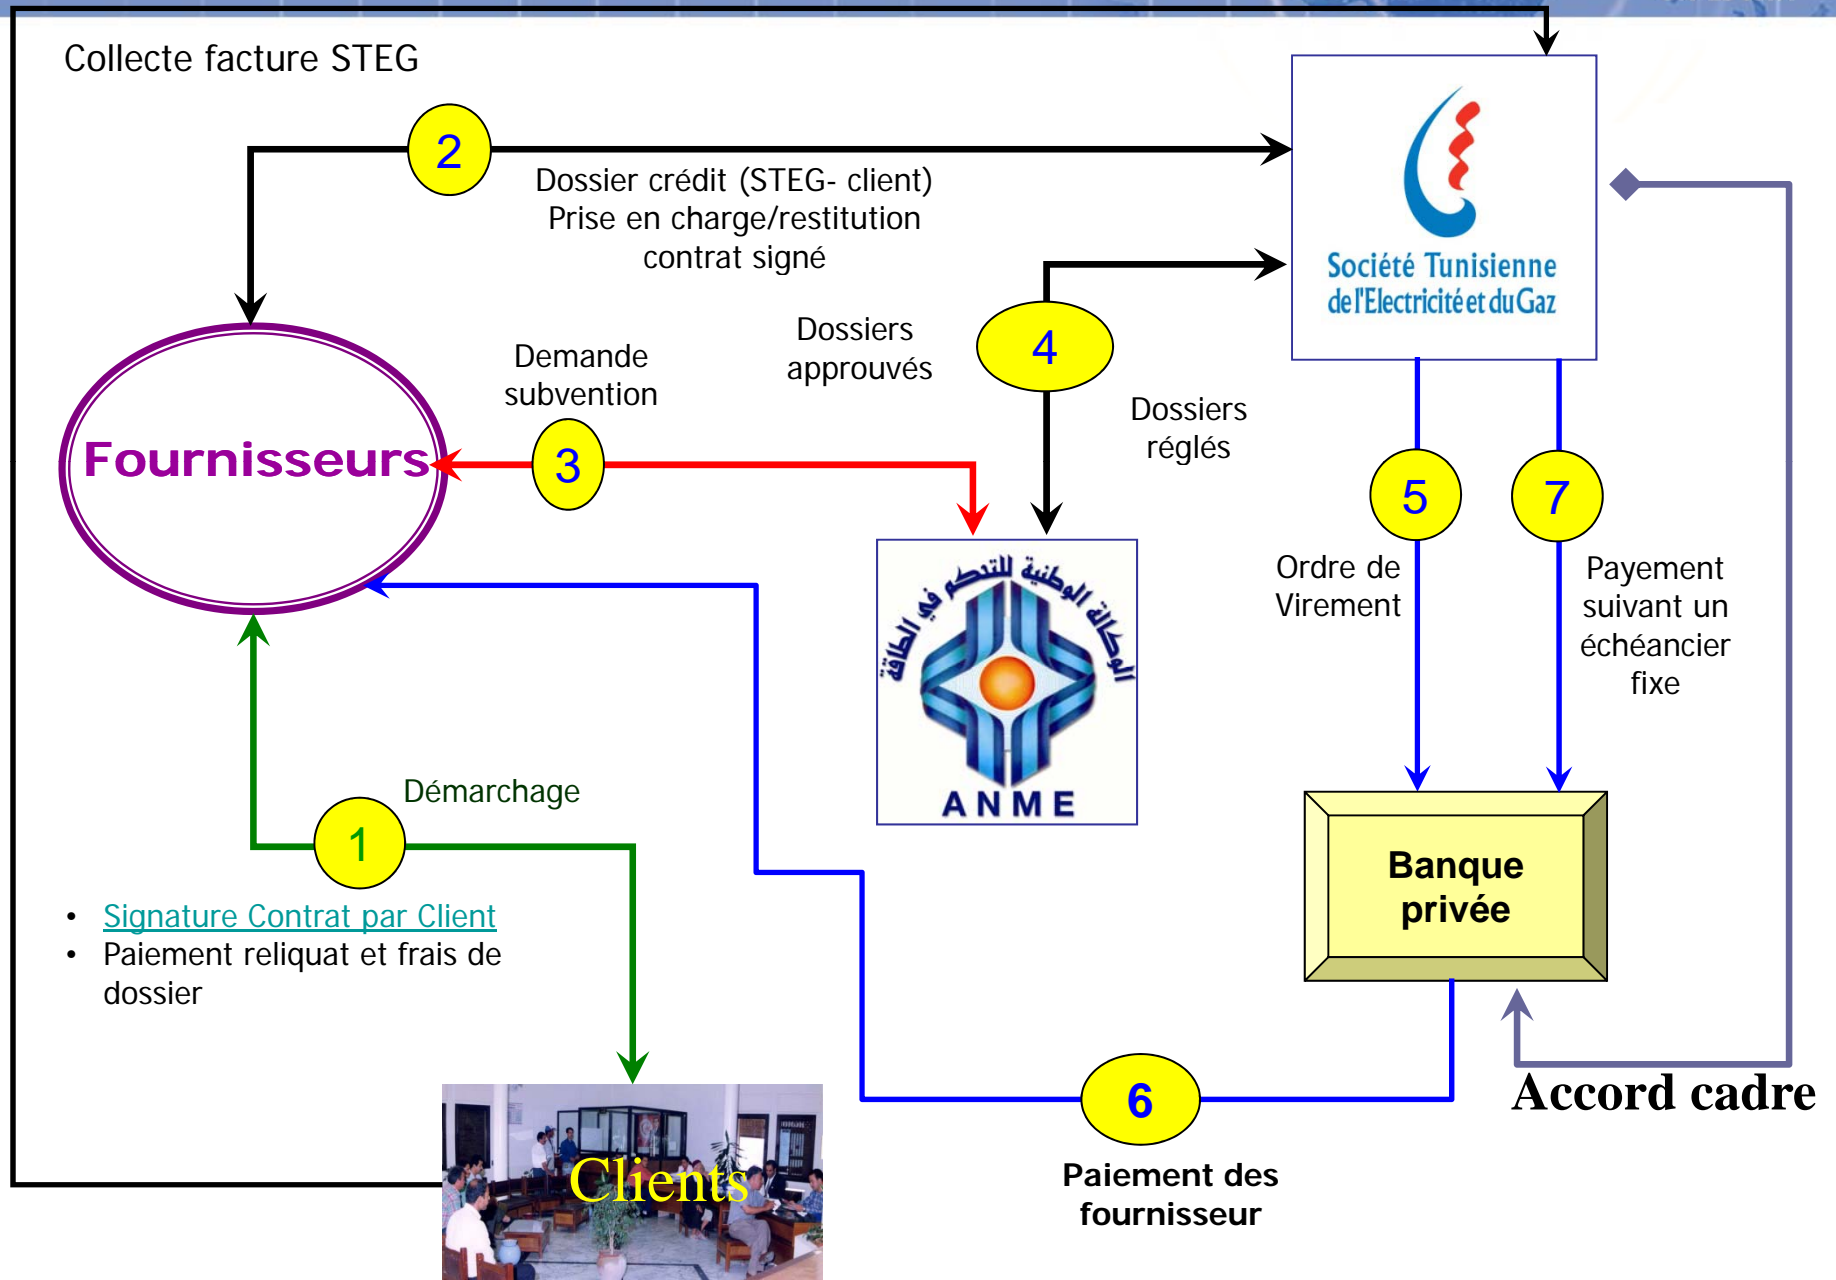 Collecte facture STEG
2
Dossier crédit (STEG- client)
Prise en charge/restitution
contrat signé
Société Tunisienne
de l'Electricité et du Gaz
4
Dossiers
approuvés
Dossiers
réglés
Demande
subvention
3
Fournisseurs
5
7
Ordre de
Virement
Payement
suivant un
échéancier
fixe
الوكالة الوطنية للتحكم في الطاقة
ANME
Démarchage
1
• Signature Contrat par Client
• Paiement reliquat et frais de
dossier
Banque
privée
6
Accord cadre
Paiement des
fournisseur
Clients